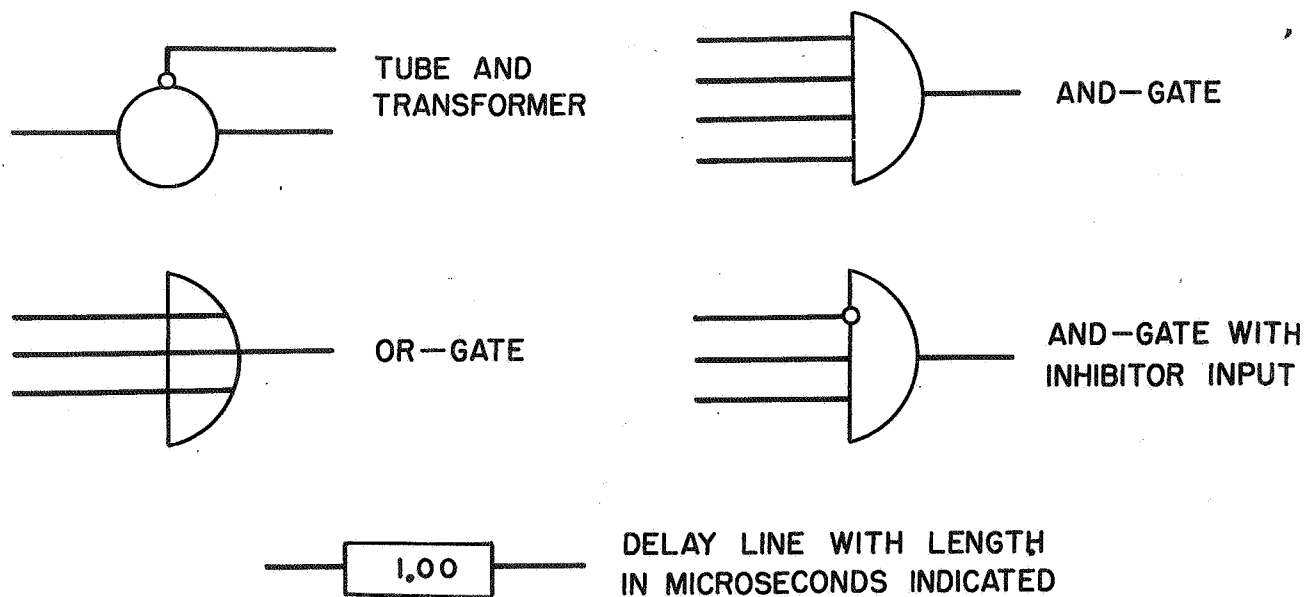 TUBE AND
TRANSFORMER
AND-GATE
OR-GATE
AND-GATE WITH
INHIBITOR INPUT
1.00
DELAY LINE WITH LENGTH
IN MICROSECONDS INDICATED